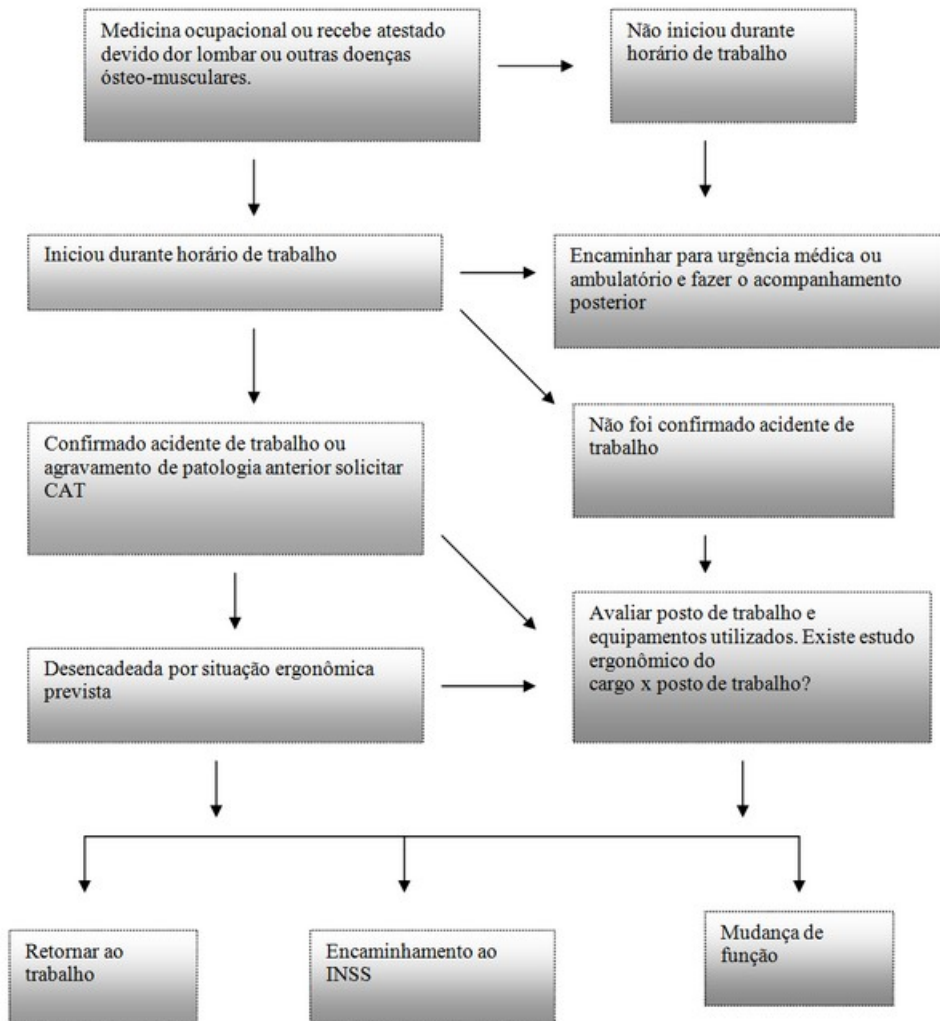 Medicina ocupacional ou recebe atestado
devido dor lombar ou outras doenças
ósteo-musculares.
Não iniciou durante
horário de trabalho
Iniciou durante horário de trabalho
Encaminhar para urgência médica ou
ambulatório e fazer o acompanhamento
posterior
Confirmado acidente de trabalho ou
agravamento de patologia anterior solicitar
CAT
Não foi confirmado acidente de
trabalho
Desencadeada por situação ergonômica
prevista
Avaliar posto de trabalho e
equipamentos utilizados. Existe estudo
ergonômico do
cargo x posto de trabalho?
Retornar ao
trabalho
Encaminhamento ao
INSS
Mudança de
função